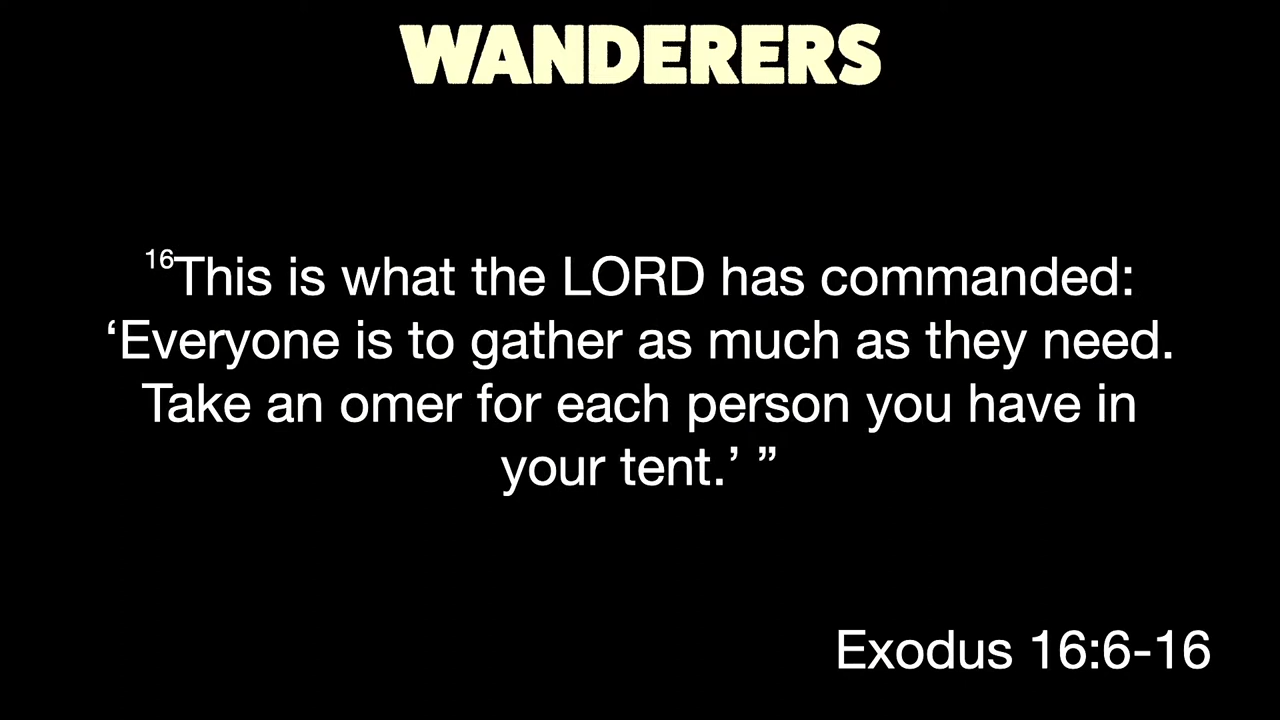 WANDERERS
16This is what the LORD has commanded:
‘Everyone is to gather as much as they need.
Take an omer for each person you have in
your tent.’ ”
Exodus 16:6-16